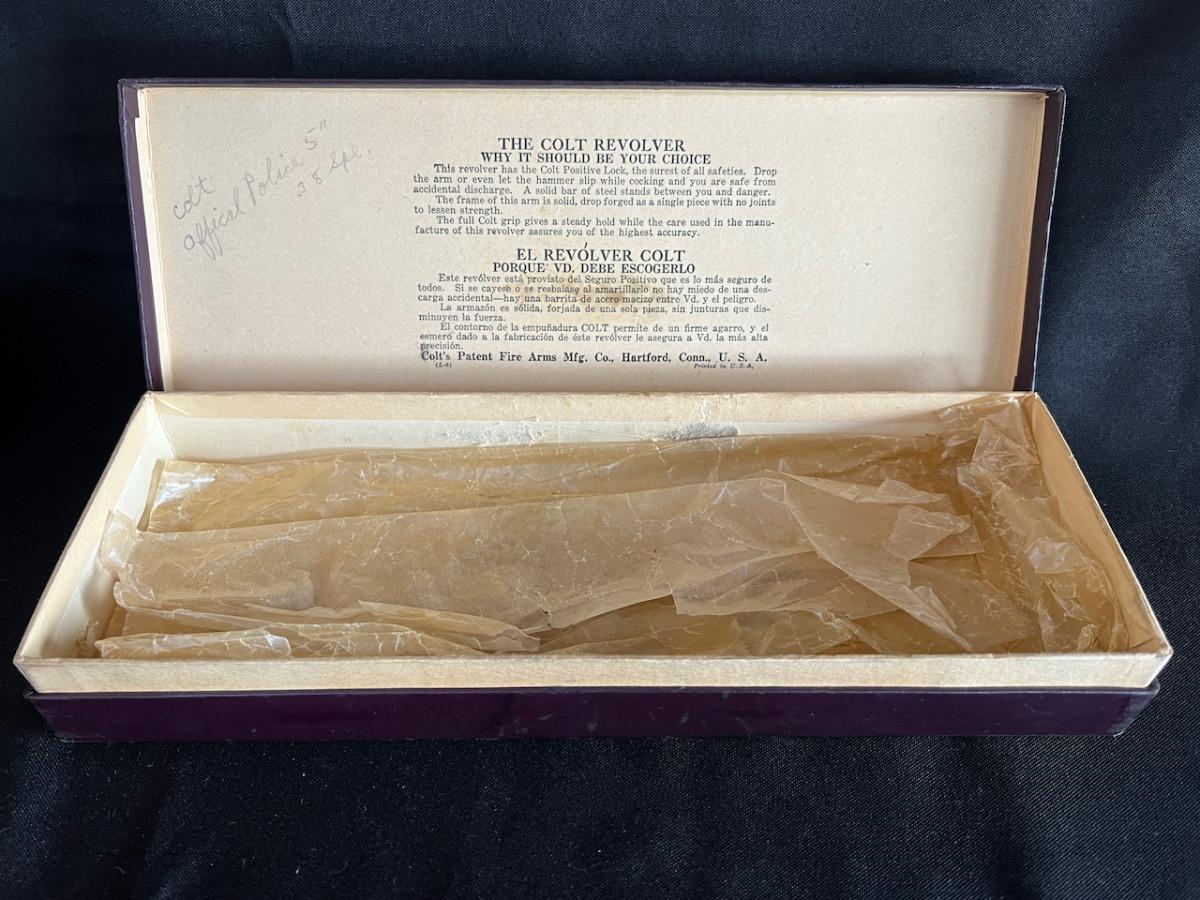 colt
Official Police 5"
38 Spl.
THE COLT REVOLVER
WHY IT SHOULD BE YOUR CHOICE
This revolver has the Colt Positive Lock, the surest of all safeties. Drop
the arm or even let the hammer slip while cocking and you are safe from
accidental discharge. A solid bar of steel stands between you and danger.
The frame of this arm is solid, drop forged as a single piece with no joints
to lessen strength.
The full Colt grip gives a steady hold while the care used in the manu-
facture of this revolver assures you of the highest accuracy.
EL REVÓLVER COLT
PORQUE VD. DEBE ESCOGERLO
Este revólver está provisto del Seguro Positivo que es lo más seguro de
todos. Si se cayese o se resbalase al amartillarlo no hay miedo de una des-
carga accidental—hay una barrita de acero macizo entre Vd. y el peligro.
La armazón es sólida, forjada de una sola pieza, sin junturas que dis-
minuyen la fuerza.
El contorno de la empuñadura COLT permite de un firme agarro, y el
esmero dado a la fabricación de éste revólver le asegura a Vd. la más alta
precisión.
Colt's Patent Fire Arms Mfg. Co., Hartford, Conn., U. S. A.
(L-6) Printed in U.S.A.